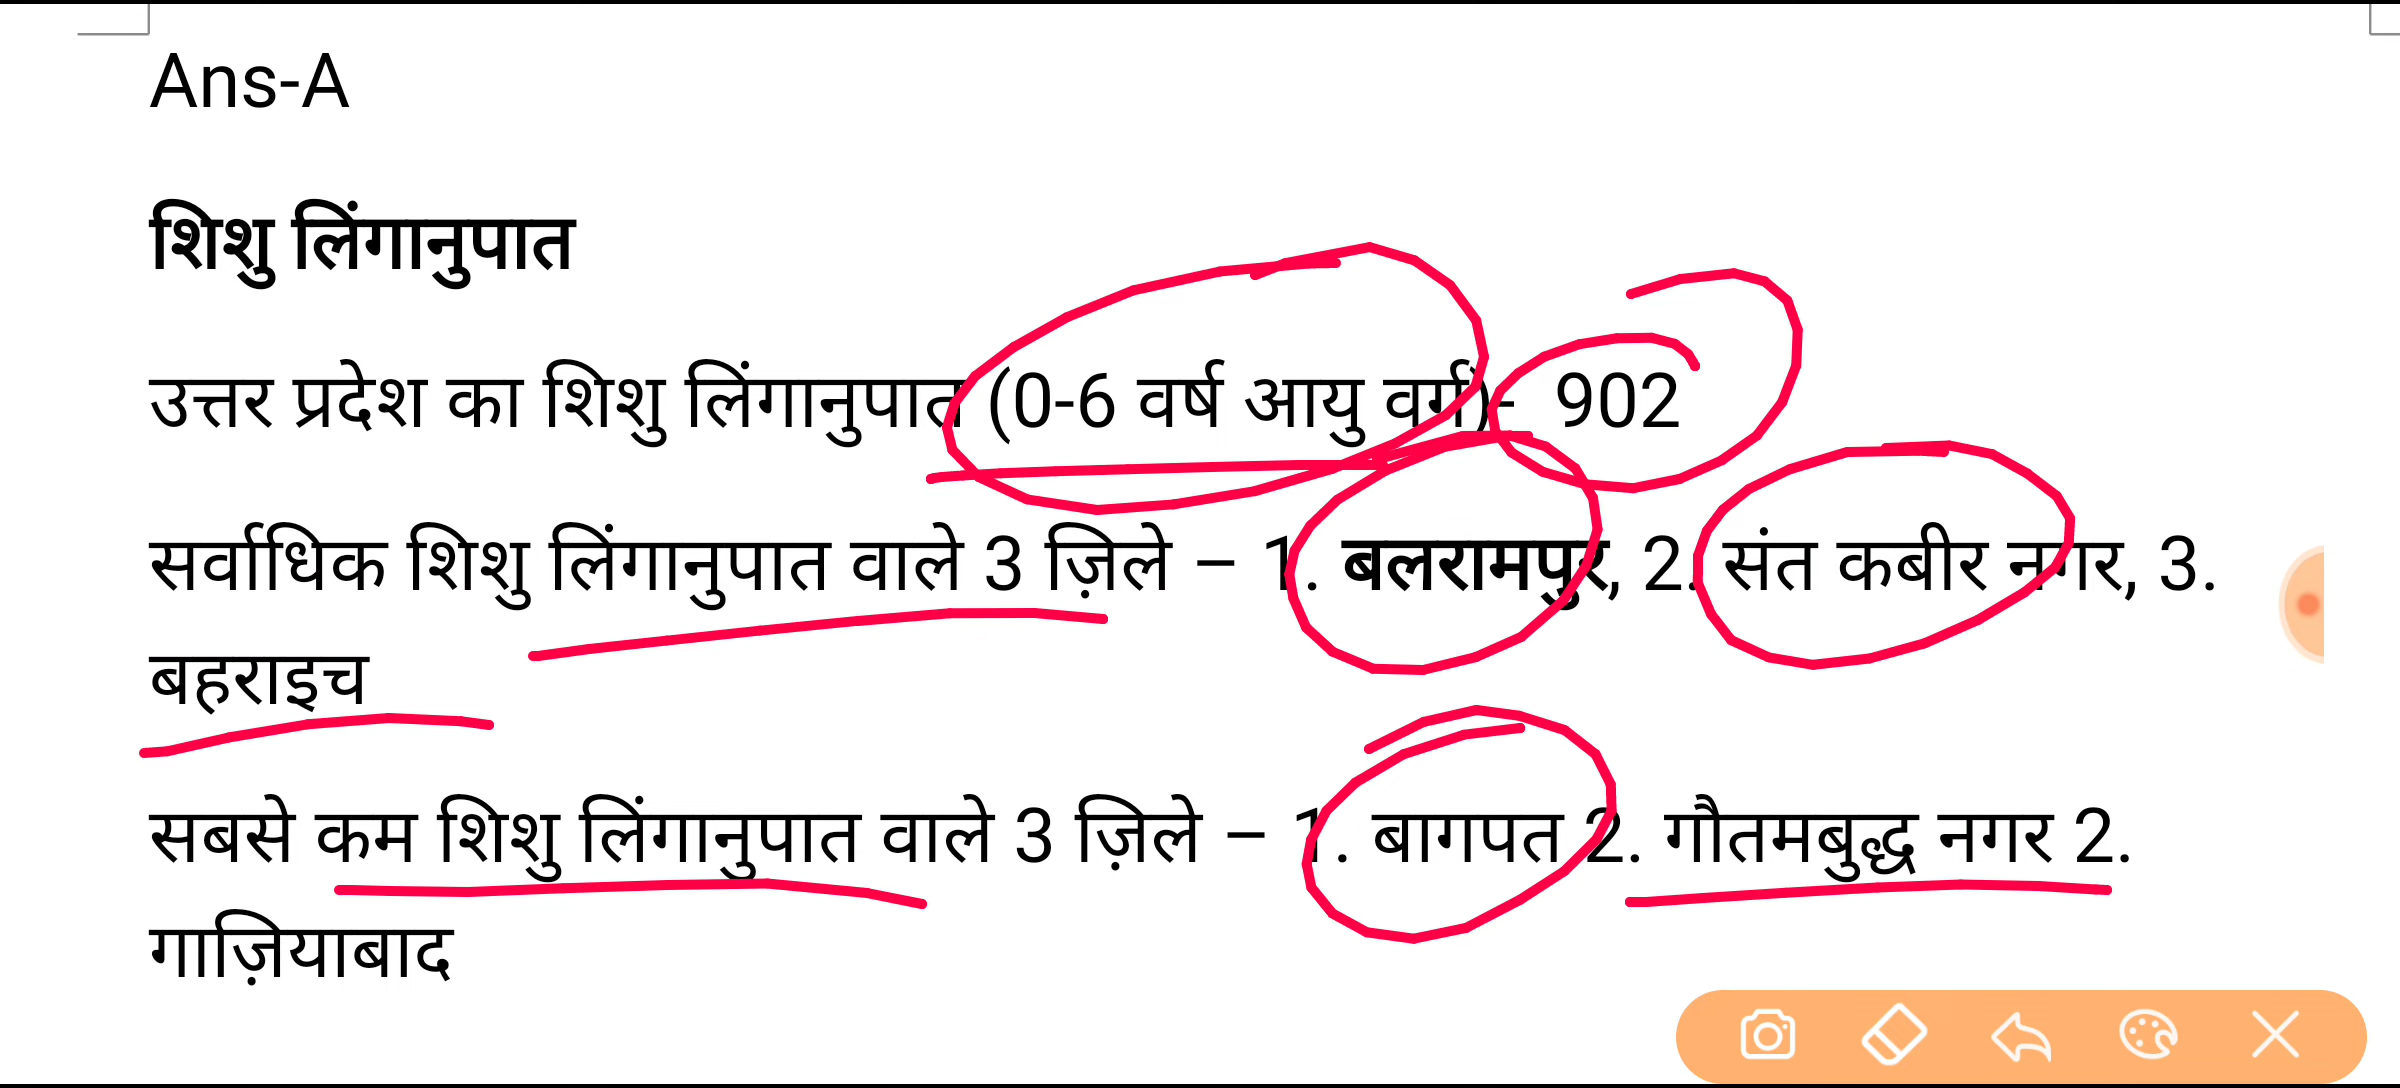 Ans-A
शिशु लिंगानुपात
उत्तर प्रदेश का शिशु लिंगानुपात (0-6 वर्ष आयु वर्ग)- 902
सर्वाधिक शिशु लिंगानुपात वाले 3 ज़िले – 1. बलरामपुर, 2. संत कबीर नगर, 3.
बहराइच
सबसे कम शिशु लिंगानुपात वाले 3 ज़िले – 1. बागपत 2. गौतमबुद्ध नगर 2.
गाज़ियाबाद